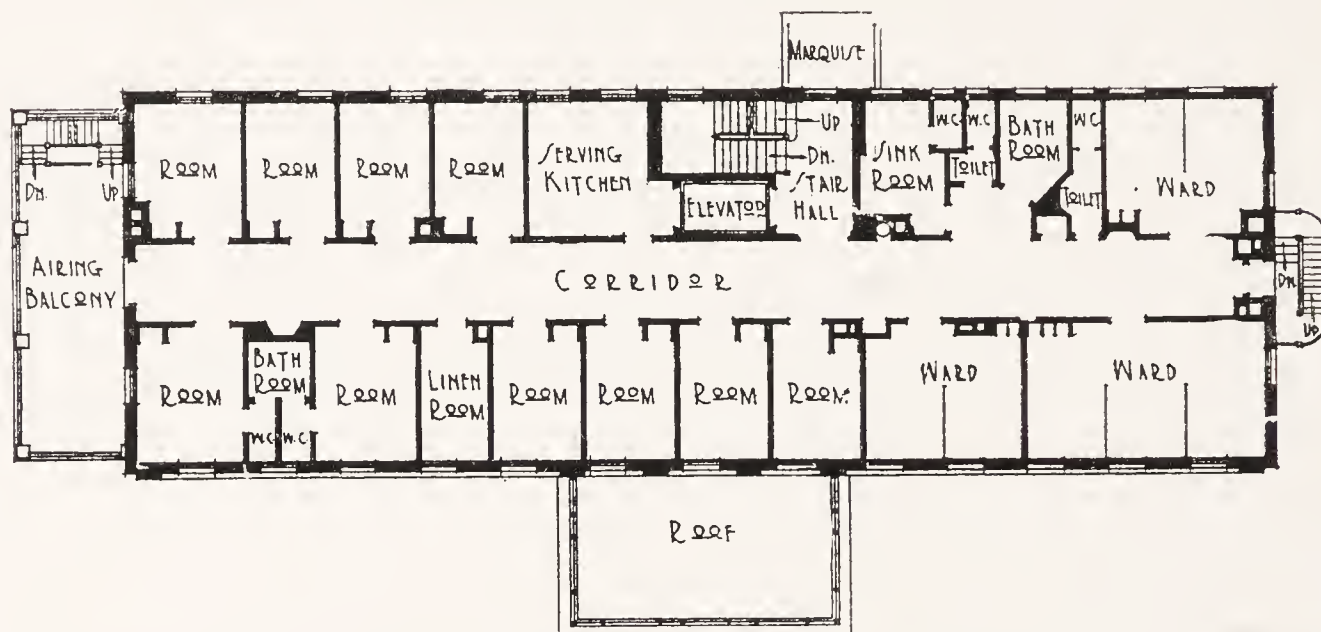 MARQUISE
ROOM
ROOM
ROOM
ROOM
SERVING
KITCHEN
UP
DN.
STAIR
HALL
ELEVATOR
SINK
ROOM
W.C.
W.C.
TOILET
BATH
ROOM
W.C.
TOILET
WARD
DN.
UP
AIRING
BALCONY
CORRIDOR
DN.
UP
ROOM
BATH
ROOM
W.C.
W.C.
ROOM
LINEN
ROOM
ROOM
ROOM
ROOM
ROOM
WARD
WARD
ROOF